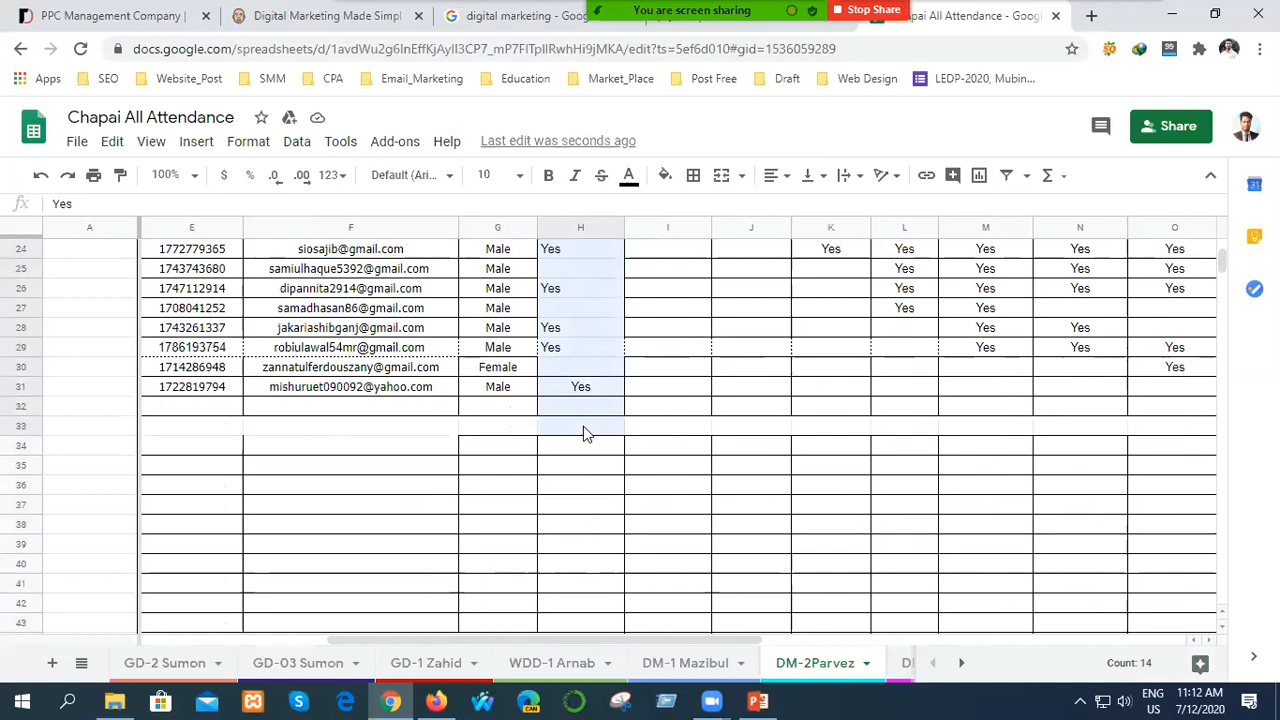 PPC Management Company |
Digital Marketing Made Simpl
digital marketing - Goog
You are screen sharing
Stop Share
Chapai All Attendance - Googl
docs.google.com/spreadsheets/d/1avdWu2g6InEffKjAylI3CP7_mP7FlTplIRwhHi9jMKA/edit?ts=5ef6d010#gid=1536059289
Apps SEO Website_Post SMM CPA Email_Marketing Education Market_Place Post Free Draft Web Design LEDP-2020, Mubin...
Chapai All Attendance
Share
File Edit View Insert Format Data Tools Add-ons Help Last edit was seconds ago
100% $ % .0 .00 123 Default (Ari... 10 B I S A Σ
fx Yes
A E F G H I J K L M N O
24 1772779365 siosajib@gmail.com Male Yes Yes Yes Yes Yes Yes
25 1743743680 samiulhaque5392@gmail.com Male Yes Yes Yes Yes
26 1747112914 dipannita2914@gmail.com Male Yes Yes Yes Yes Yes
27 1708041252 samadhasan86@gmail.com Male Yes Yes
28 1743261337 jakariashibganj@gmail.com Male Yes Yes Yes
29 1786193754 robiulawal54mr@gmail.com Male Yes Yes Yes Yes
30 1714286948 zannatulferdouszany@gmail.com Female Yes
31 1722819794 mishuruet090092@yahoo.com Male Yes
32
33
34
35
36
37
38
39
40
41
42
43
GD-2 Sumon GD-03 Sumon GD-1 Zahid WDD-1 Arnab DM-1 Mazibul DM-2Parvez Count: 14
ENG 11:12 AM
US 7/12/2020